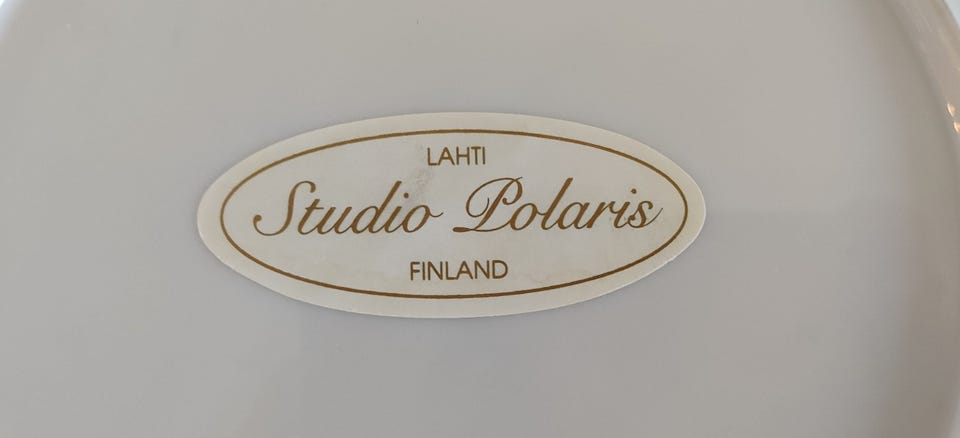 LAHTI
Studio Polaris
FINLAND